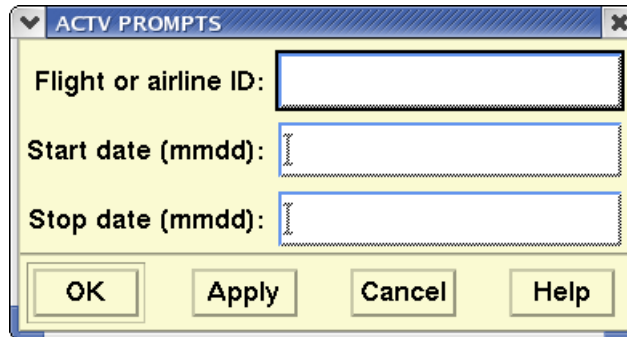 ACTV PROMPTS
Flight or airline ID:
Start date (mmdd):
Stop date (mmdd):
OK Apply Cancel Help